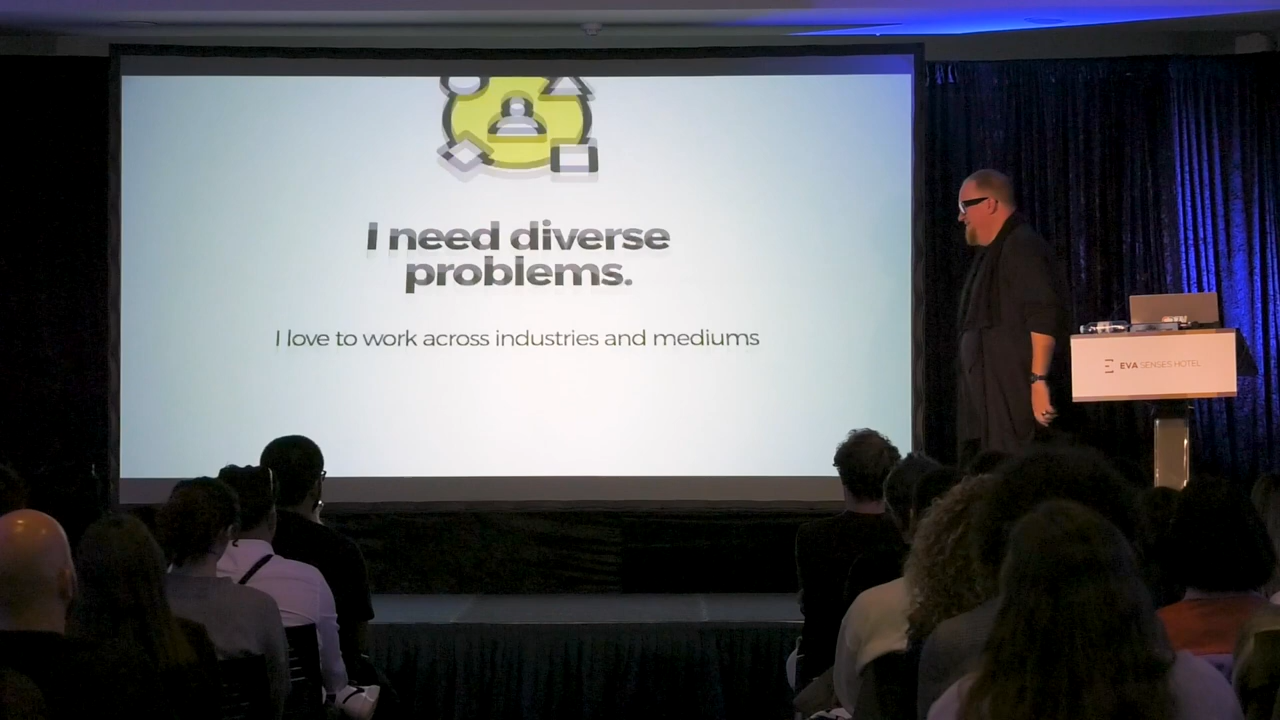 I need diverse
problems.
I love to work across industries and mediums
EVA SENSES HOTEL